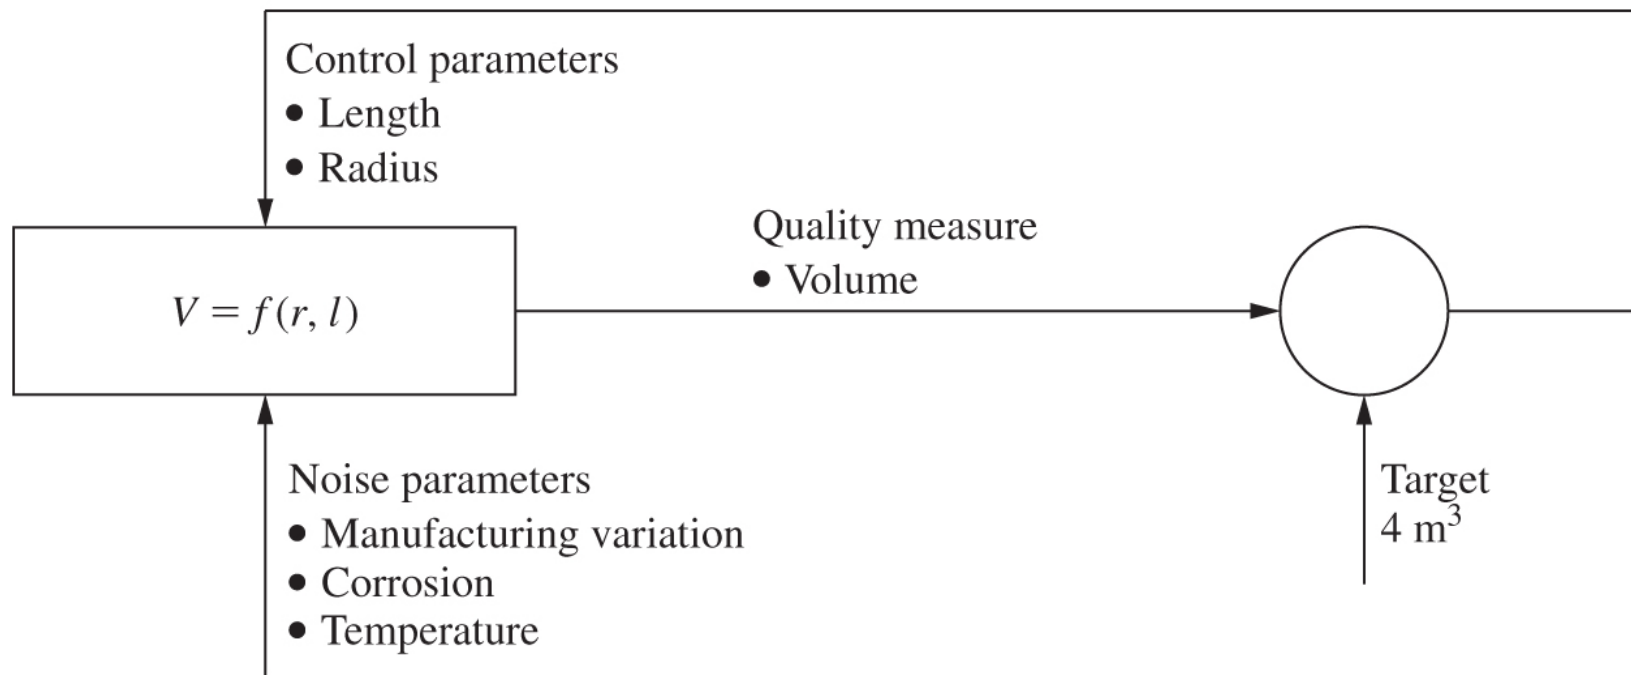 Control parameters
• Length
• Radius
Quality measure
• Volume
V = f(r, l)
Noise parameters
• Manufacturing variation
• Corrosion
• Temperature
Target
4 m³